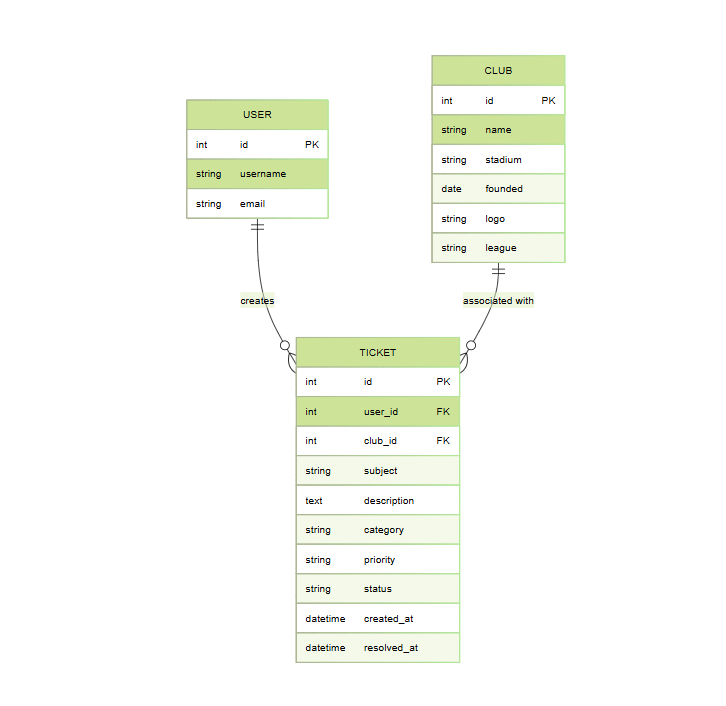 USER
int id PK
string username
string email
CLUB
int id PK
string name
string stadium
date founded
string logo
string league
creates
associated with
TICKET
int id PK
int user_id FK
int club_id FK
string subject
text description
string category
string priority
string status
datetime created_at
datetime resolved_at